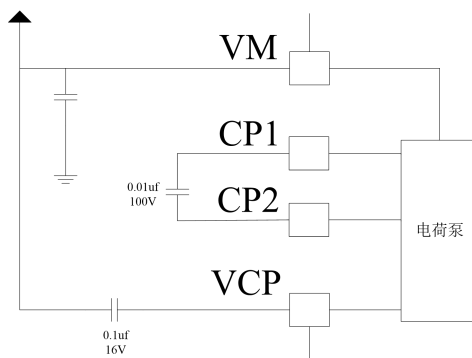 VM
CP1
0.01uf
100V
CP2
电荷泵
VCP
0.1uf
16V